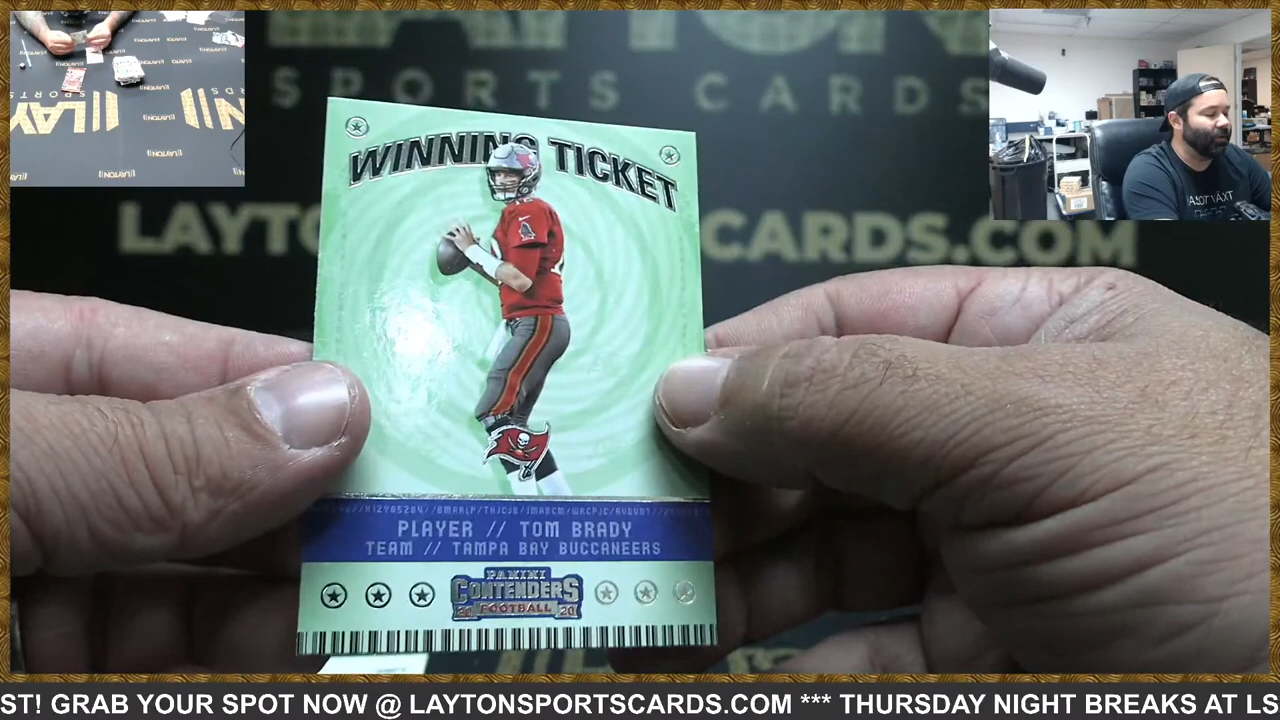 SPORTS CARDS
WINNING TICKET
PLAYER // TOM BRADY
TEAM // TAMPA BAY BUCCANEERS
PANINI
CONTENDERS
20 FOOTBALL 20
ST! GRAB YOUR SPOT NOW @ LAYTONSPORTSCARDS.COM *** THURSDAY NIGHT BREAKS AT LS